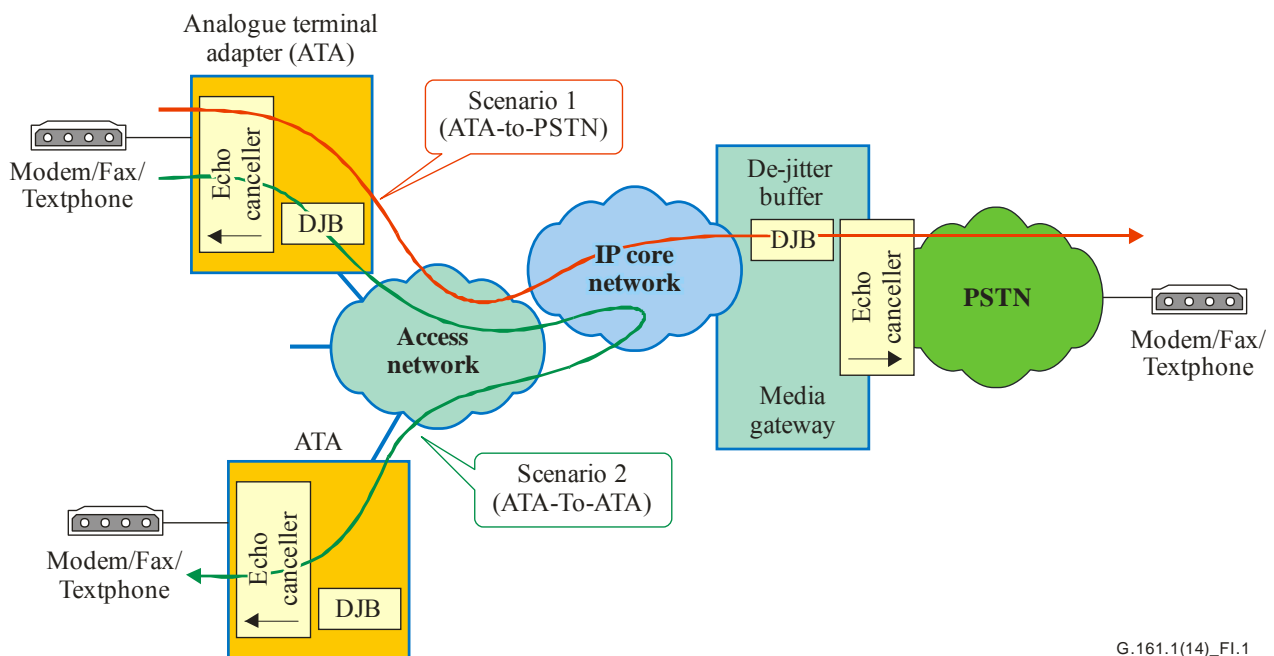 Analogue terminal
adapter (ATA)
Scenario 1
(ATA-to-PSTN)
Modem/Fax/
Textphone
Echo
canceller
DJB
De-jitter
buffer
DJB
IP core
network
Echo
canceller
PSTN
Modem/Fax/
Textphone
Access
network
Media
gateway
ATA
Scenario 2
(ATA-To-ATA)
Modem/Fax/
Textphone
Echo
canceller
DJB
G.161.1(14)_FI.1